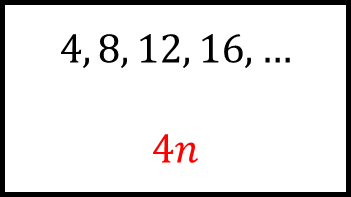 4, 8, 12, 16, …
4n